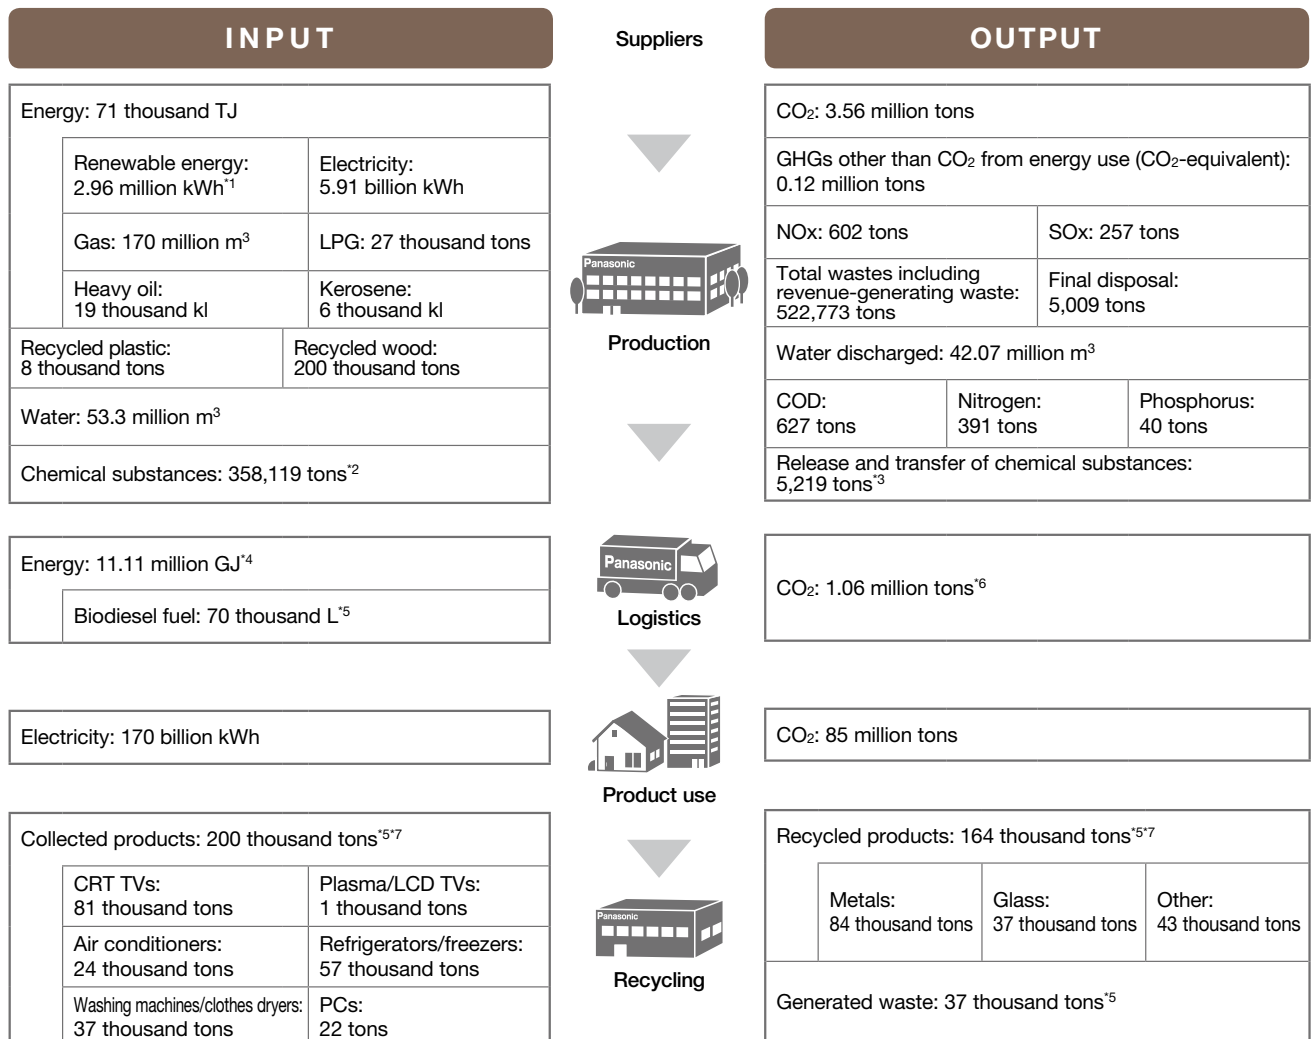 INPUT
Suppliers
OUTPUT
Energy: 71 thousand TJ
Renewable energy:
2.96 million kWh*1
Electricity:
5.91 billion kWh
Gas: 170 million m3
LPG: 27 thousand tons
Heavy oil:
19 thousand kl
Kerosene:
6 thousand kl
Recycled plastic:
8 thousand tons
Recycled wood:
200 thousand tons
Water: 53.3 million m3
Chemical substances: 358,119 tons*2
Panasonic
Production
CO2: 3.56 million tons
GHGs other than CO2 from energy use (CO2-equivalent):
0.12 million tons
NOx: 602 tons
SOx: 257 tons
Total wastes including
revenue-generating waste:
522,773 tons
Final disposal:
5,009 tons
Water discharged: 42.07 million m3
COD:
627 tons
Nitrogen:
391 tons
Phosphorus:
40 tons
Release and transfer of chemical substances:
5,219 tons*3
Energy: 11.11 million GJ*4
Biodiesel fuel: 70 thousand L*5
Panasonic
Logistics
CO2: 1.06 million tons*6
Electricity: 170 billion kWh
Product use
CO2: 85 million tons
Collected products: 200 thousand tons*5*7
CRT TVs:
81 thousand tons
Plasma/LCD TVs:
1 thousand tons
Air conditioners:
24 thousand tons
Refrigerators/freezers:
57 thousand tons
Washing machines/clothes dryers:
37 thousand tons
PCs:
22 tons
Panasonic
Recycling
Recycled products: 164 thousand tons*5*7
Metals:
84 thousand tons
Glass:
37 thousand tons
Other:
43 thousand tons
Generated waste: 37 thousand tons*5